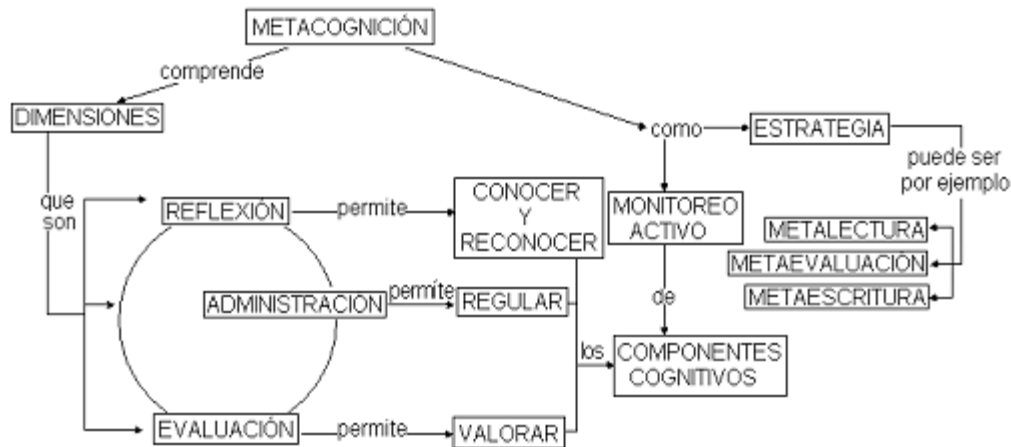 METACOGNICIÓN
comprende
DIMENSIONES
como
ESTRATEGIA
puede ser
por ejemplo
que
son
REFLEXIÓN
permite
CONOCER
Y
RECONOCER
MONITOREO
ACTIVO
METALECTURA
METAEVALUACIÓN
METAESCRITURA
ADMINISTRACIÓN
permite
REGULAR
de
los
COMPONENTES
COGNITIVOS
EVALUACIÓN
permite
VALORAR